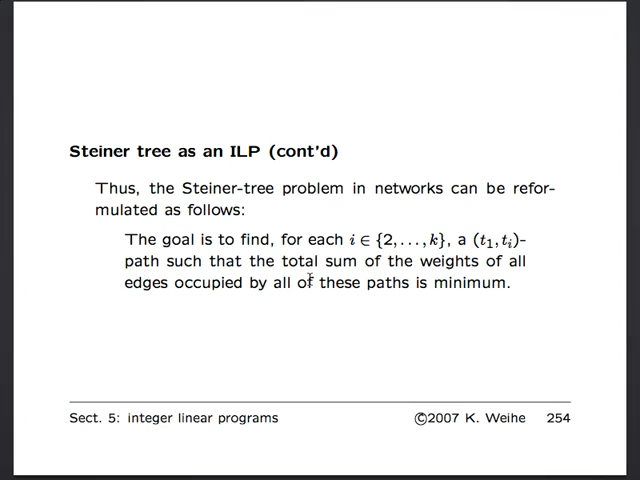 Steiner tree as an ILP (cont'd)
Thus, the Steiner-tree problem in networks can be refor-
mulated as follows:
The goal is to find, for each i ∈ {2, . . . , k}, a (t₁, tᵢ)-
path such that the total sum of the weights of all
edges occupied by all of these paths is minimum.
Sect. 5: integer linear programs ©2007 K. Weihe 254